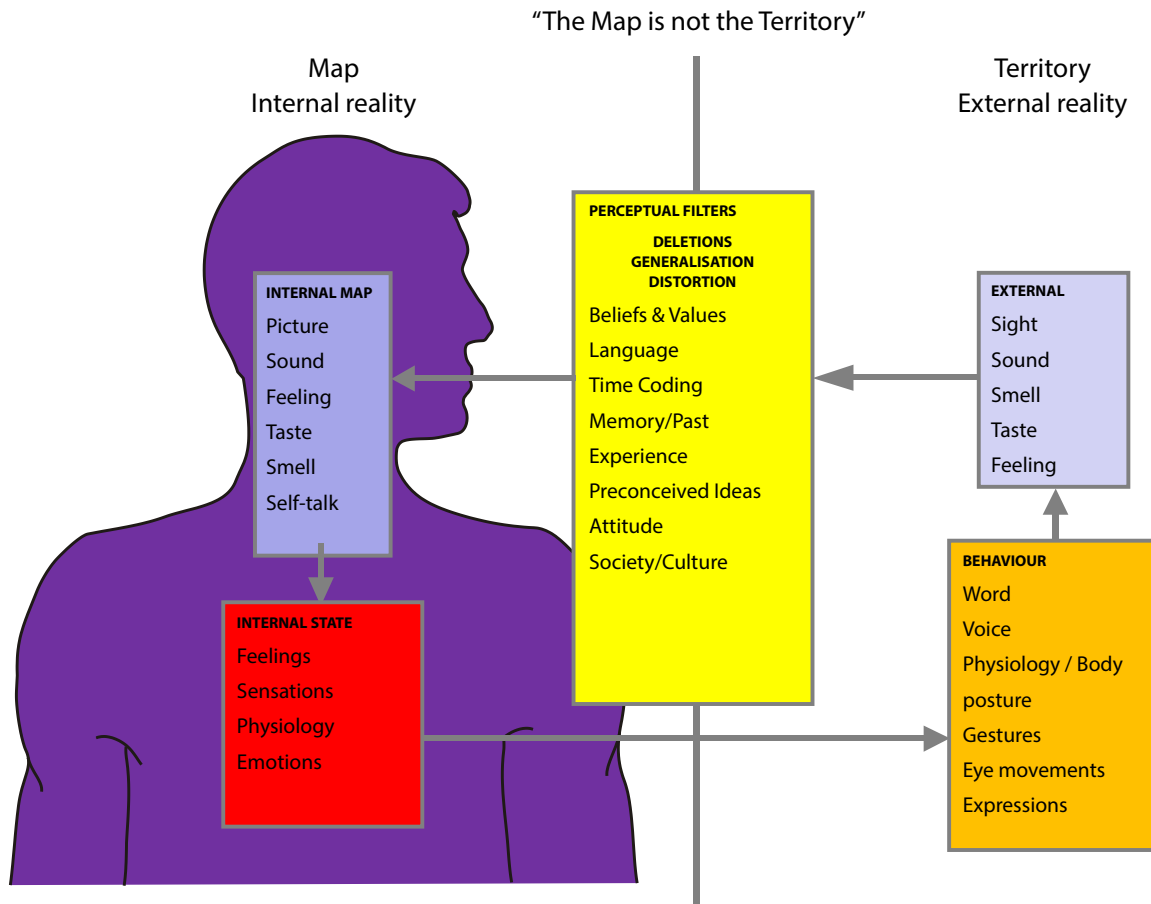 “The Map is not the Territory”
Map
Internal reality
Territory
External reality
PERCEPTUAL FILTERS
DELETIONS
GENERALISATION
DISTORTION
Beliefs & Values
Language
Time Coding
Memory/Past
Experience
Preconceived Ideas
Attitude
Society/Culture
INTERNAL MAP
Picture
Sound
Feeling
Taste
Smell
Self-talk
EXTERNAL
Sight
Sound
Smell
Taste
Feeling
INTERNAL STATE
Feelings
Sensations
Physiology
Emotions
BEHAVIOUR
Word
Voice
Physiology / Body
posture
Gestures
Eye movements
Expressions